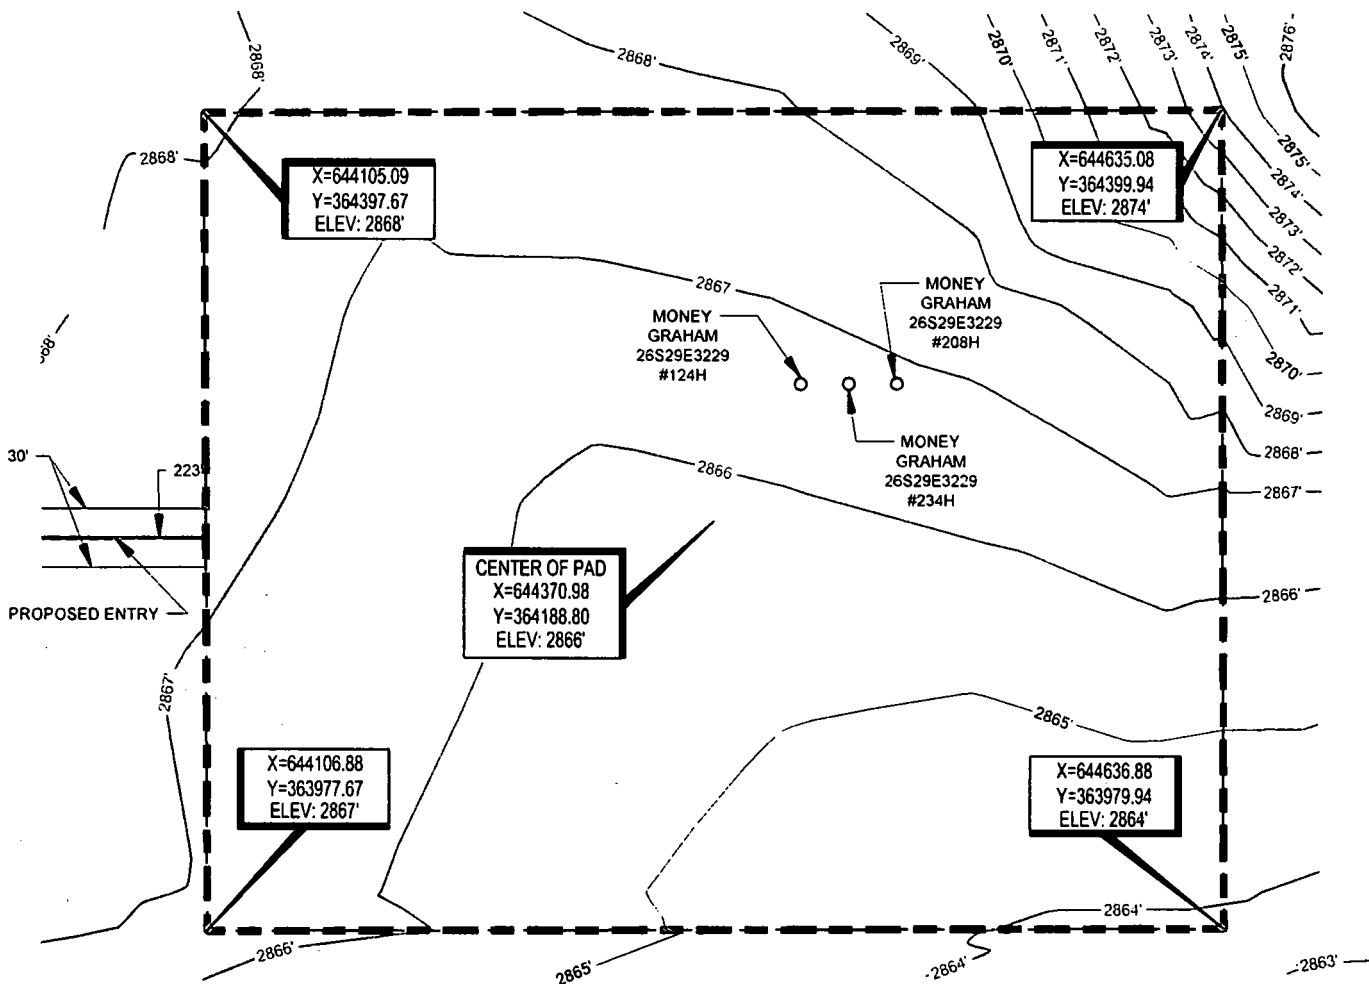 2868'
2868'
2869'
2870'
2871'
2872'
2873'
2874'
2875'
2876'
2868'
X=644105.09
Y=364397.67
ELEV: 2868'
X=644635.08
Y=364399.94
ELEV: 2874'
2875'
2874'
2873'
2872'
2871'
2870'
2869'
2868'
2867'
2867
MONEY
GRAHAM
26S29E3229
#124H
MONEY
GRAHAM
26S29E3229
#208H
MONEY
GRAHAM
26S29E3229
#234H
30'
223'
2866
PROPOSED ENTRY
CENTER OF PAD
X=644370.98
Y=364188.80
ELEV: 2866'
2866'
2867'
2865'
X=644106.88
Y=363977.67
ELEV: 2867'
X=644636.88
Y=363979.94
ELEV: 2864'
2864'
2866'
2865'
2864'
2863'